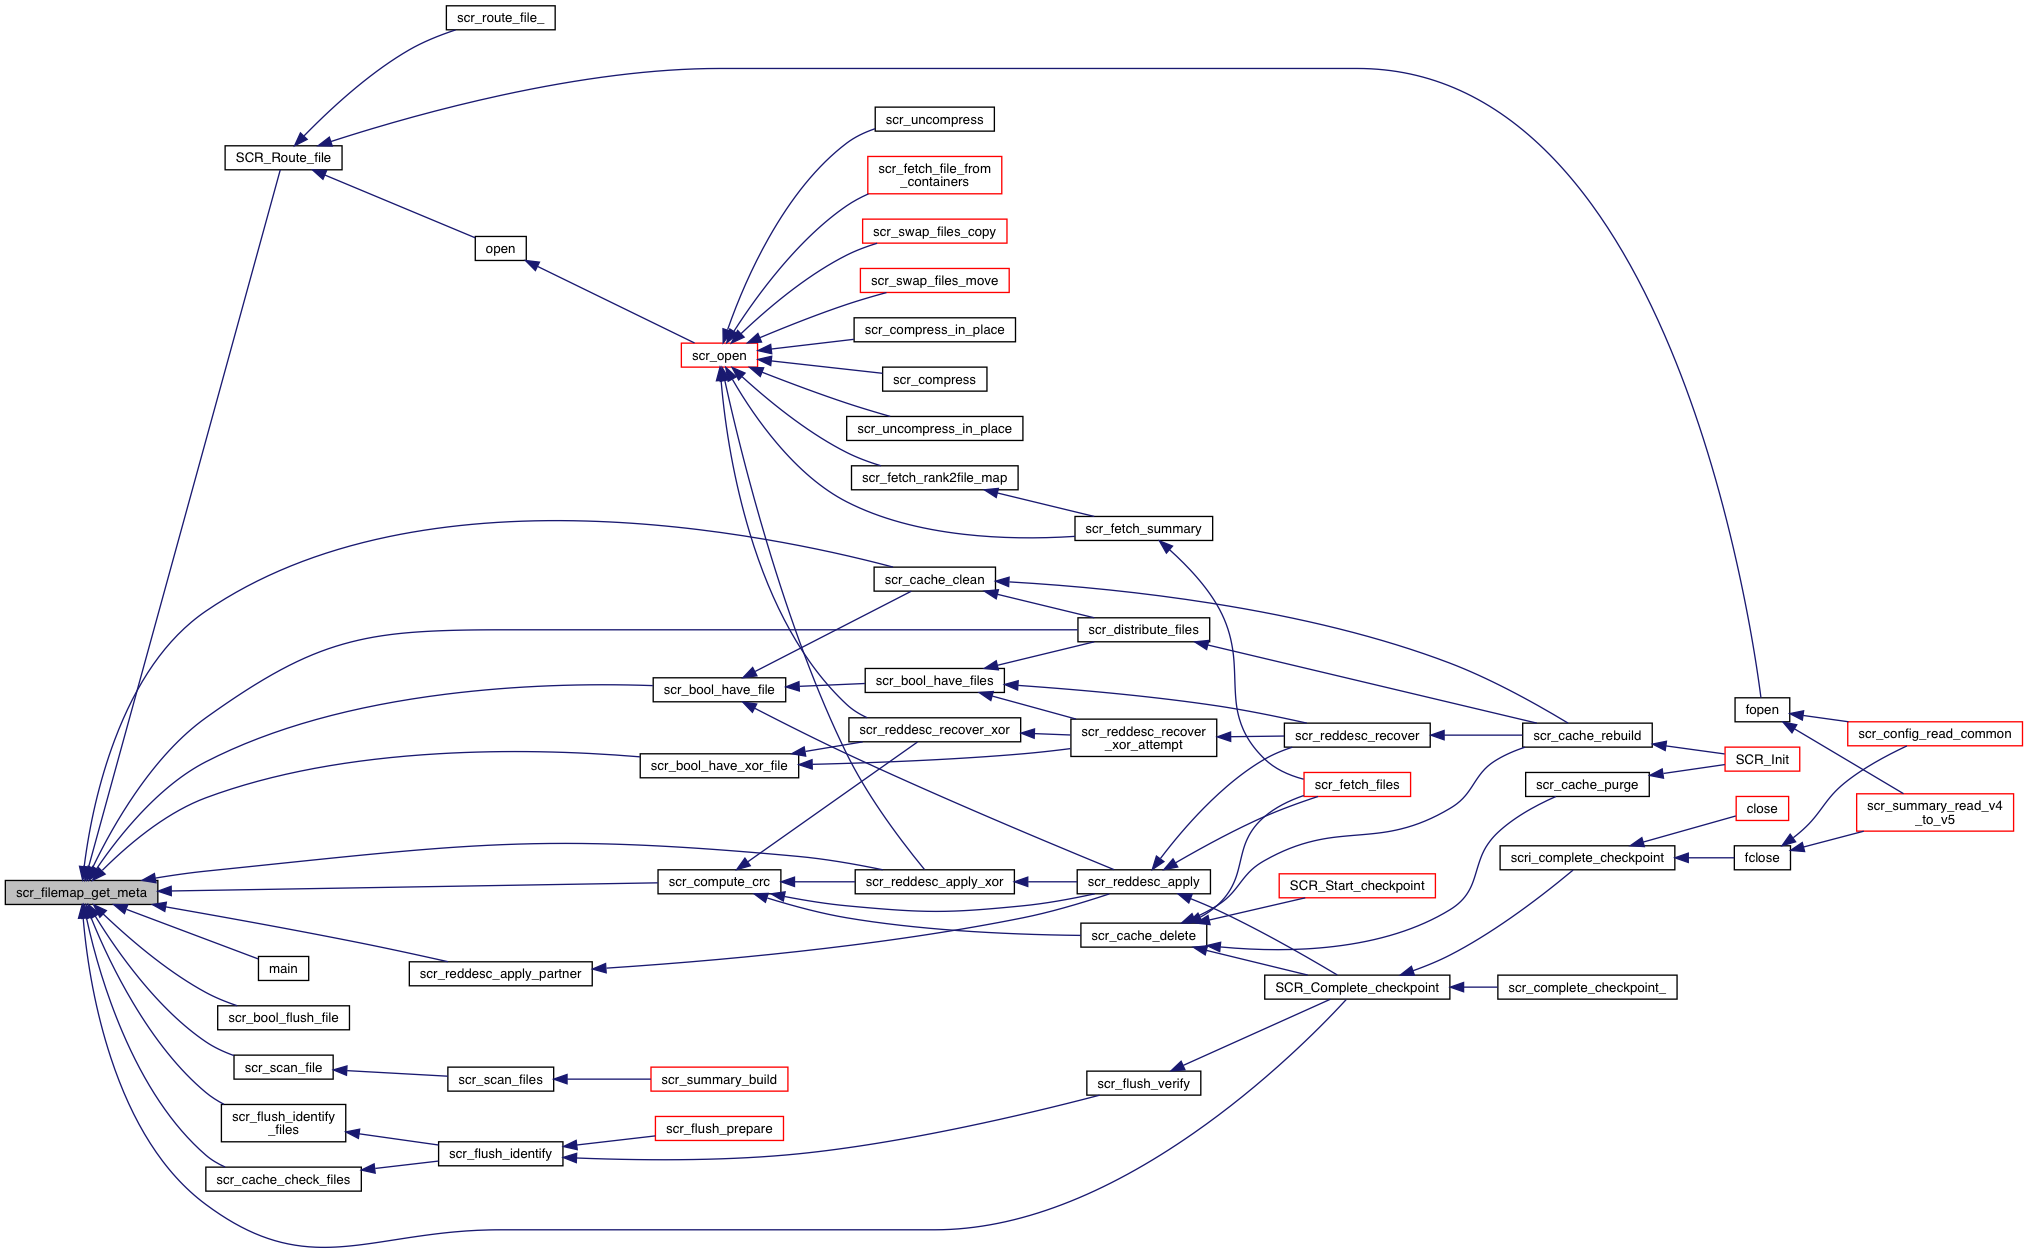 scr_route_file_
SCR_Route_file
open
scr_uncompress
scr_fetch_file_from
_containers
scr_swap_files_copy
scr_swap_files_move
scr_compress_in_place
scr_open
scr_compress
scr_uncompress_in_place
scr_fetch_rank2file_map
scr_fetch_summary
scr_cache_clean
scr_distribute_files
scr_bool_have_file
scr_bool_have_files
scr_reddesc_recover_xor
scr_reddesc_recover
_xor_attempt
scr_reddesc_recover
scr_cache_rebuild
fopen
scr_config_read_common
scr_bool_have_xor_file
SCR_Init
scr_fetch_files
scr_cache_purge
close
scr_summary_read_v4
_to_v5
scri_complete_checkpoint
fclose
scr_filemap_get_meta
scr_compute_crc
scr_reddesc_apply_xor
scr_reddesc_apply
SCR_Start_checkpoint
scr_cache_delete
main
scr_reddesc_apply_partner
SCR_Complete_checkpoint
scr_complete_checkpoint_
scr_bool_flush_file
scr_scan_file
scr_scan_files
scr_summary_build
scr_flush_verify
scr_flush_identify
_files
scr_flush_prepare
scr_flush_identify
scr_cache_check_files